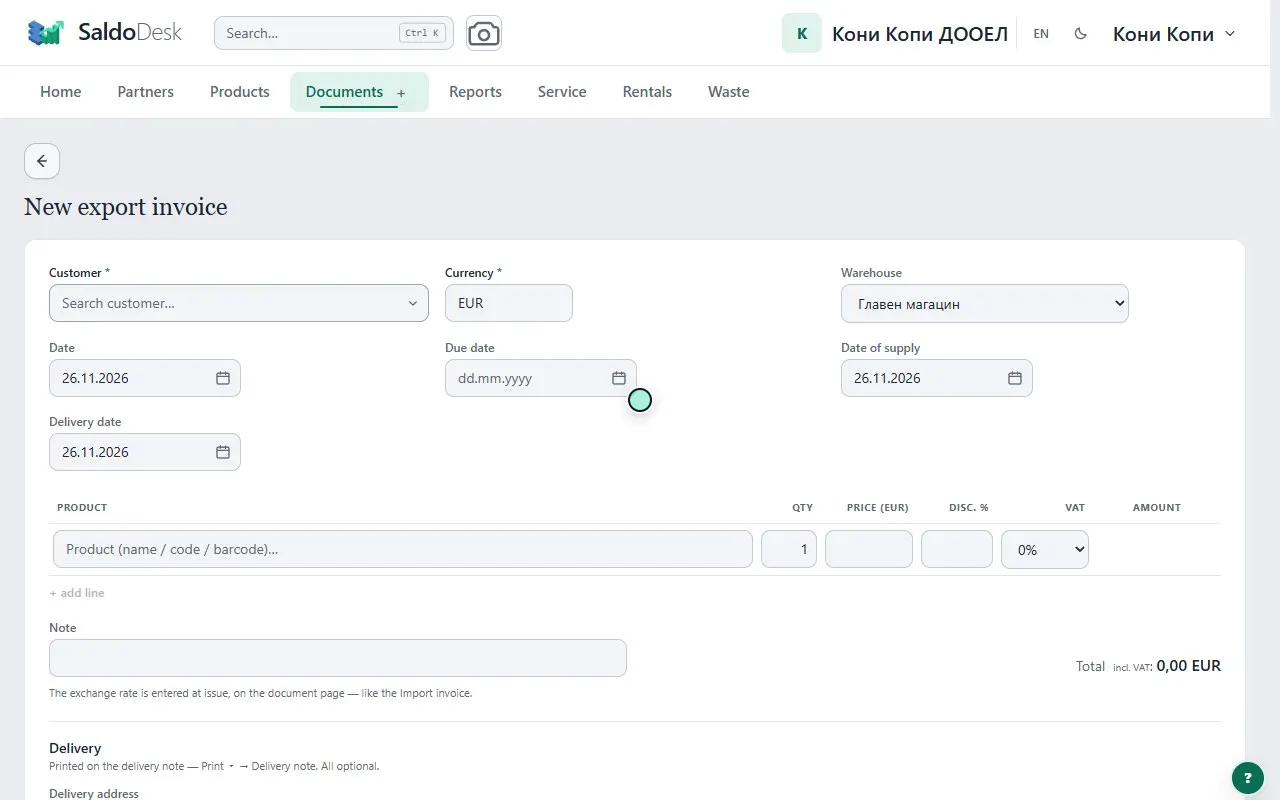 SaldoDesk
Search...
Ctrl K
K
Кони Копи ДООЕЛ
EN
Кони Копи
Home
Partners
Products
Documents +
Reports
Service
Rentals
Waste
New export invoice
Customer *
Currency *
Warehouse
Search customer...
EUR
Главен магацин
Date
Due date
Date of supply
26.11.2026
dd.mm.yyyy
26.11.2026
Delivery date
26.11.2026
PRODUCT QTY PRICE (EUR) DISC. % VAT AMOUNT
Product (name / code / barcode)... 1 0%
+ add line
Note
Total incl. VAT: 0,00 EUR
The exchange rate is entered at issue, on the document page — like the Import invoice.
Delivery
Printed on the delivery note — Print ▾ → Delivery note. All optional.
Delivery address
?